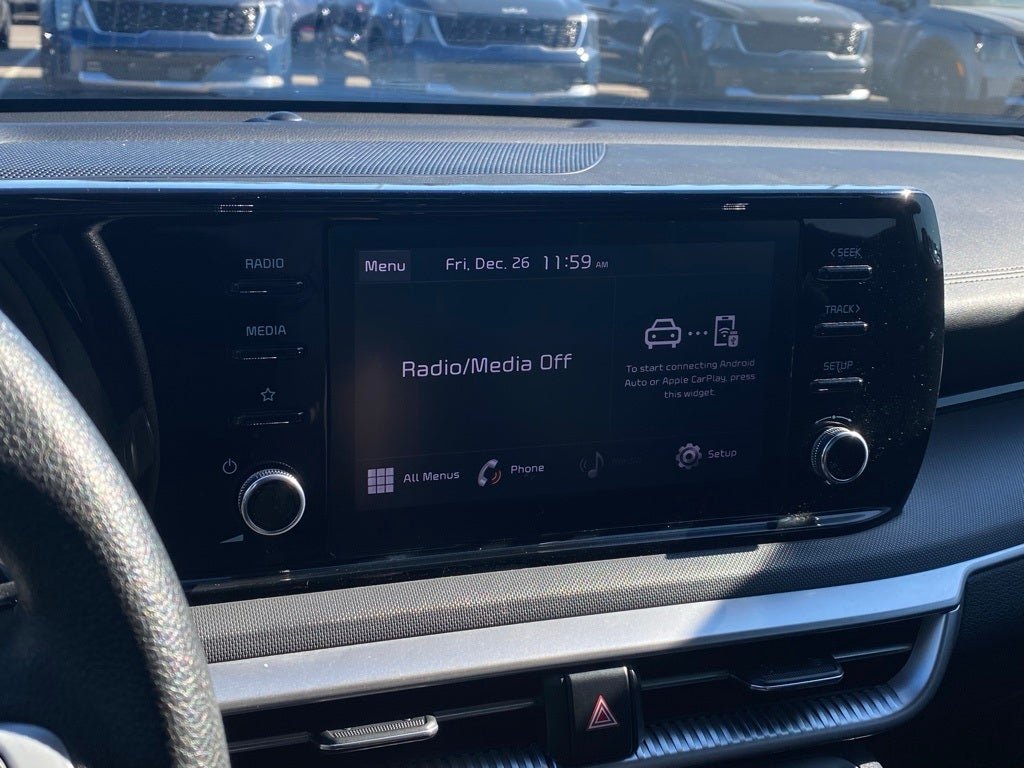 RADIO
MEDIA
Menu
Fri, Dec. 26 11:59 AM
Radio/Media Off
To start connecting Android
Auto or Apple CarPlay, press
this widget.
All Menus
Phone
Media
Setup
< SEEK
TRACK >
SETUP